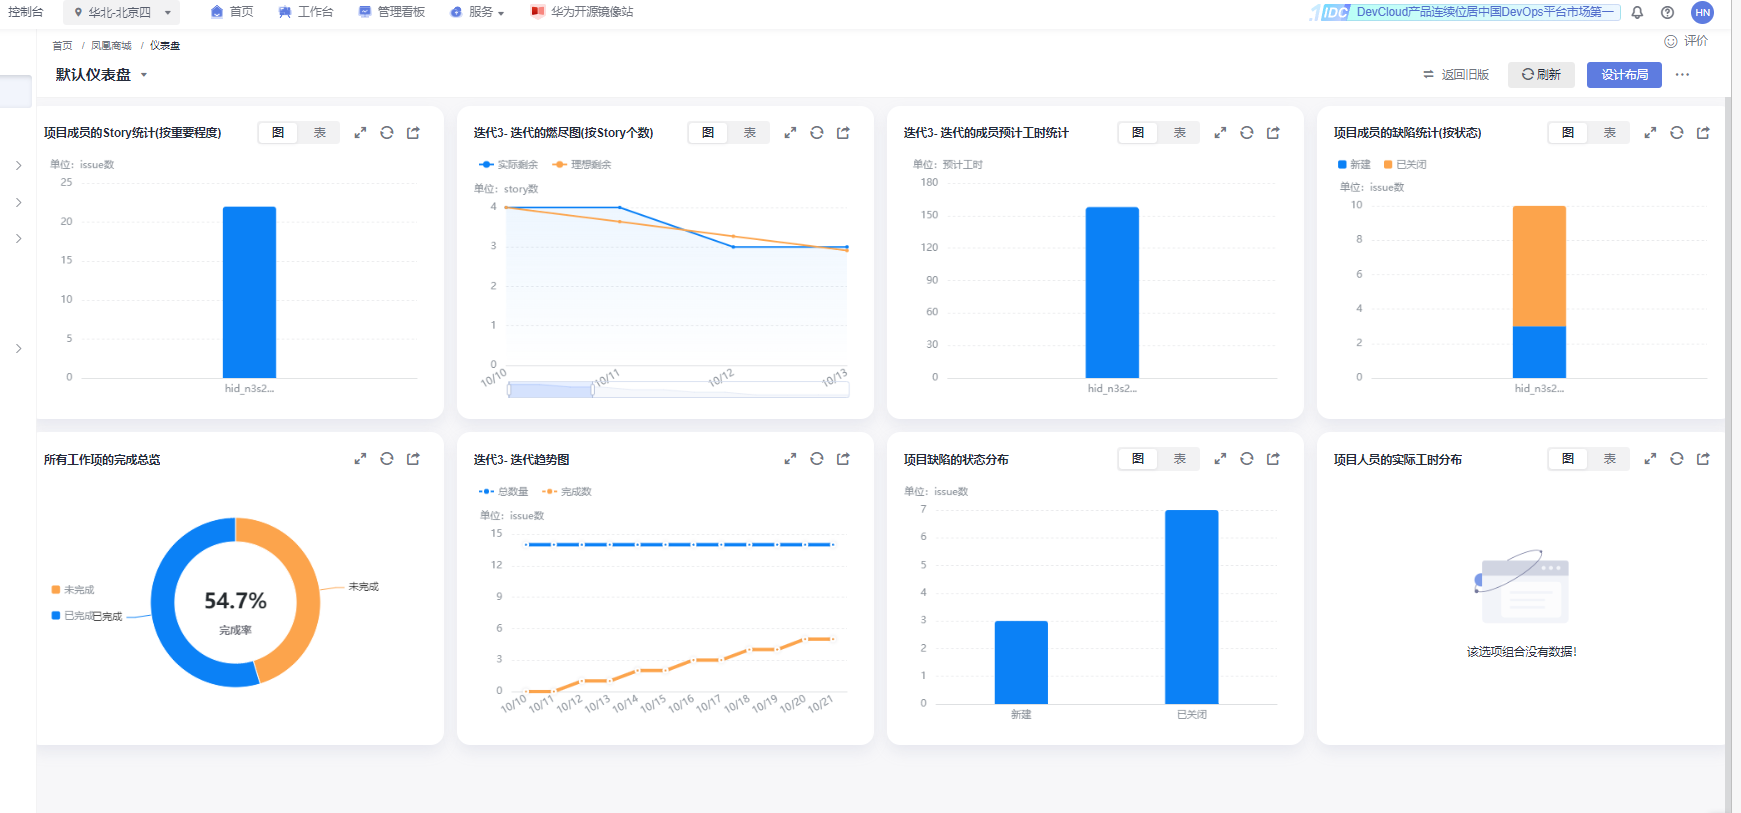 控制台
华北-北京四
首页
工作台
管理看板
服务
华为开源镜像站
.1 IDC DevCloud产品连续位居中国DevOps平台市场第一
HN
首页 / 凤凰商城 / 仪表盘
评价
默认仪表盘
返回旧版
刷新
设计布局
项目成员的Story统计(按重要程度)
图 表
单位：issue数
25
20
15
10
5
0
hid_n3s2...
迭代3- 迭代的燃尽图(按Story个数)
图 表
实际剩余 理想剩余
单位：story数
4
3
2
1
0
10/10 10/11 10/12 10/13
迭代3- 迭代的成员预计工时统计
图 表
单位：预计工时
180
150
120
90
60
30
0
hid_n3s2...
项目成员的缺陷统计(按状态)
图 表
新建 已关闭
单位：issue数
10
8
6
4
2
0
hid_n3s2...
所有工作项的完成总览
未完成
已完成
54.7%
完成率
未完成
已完成
迭代3- 迭代趋势图
总数量 完成数
单位：issue数
15
12
9
6
3
0
10/10 10/11 10/12 10/13 10/14 10/15 10/16 10/17 10/18 10/19 10/20 10/21
项目缺陷的状态分布
图 表
单位：issue数
7
6
5
4
3
2
1
0
新建 已关闭
项目人员的实际工时分布
图 表
该选项组合没有数据!